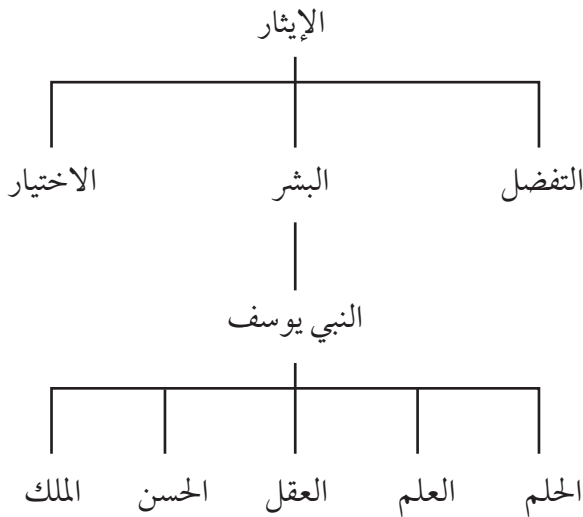 الإيثار
التفضل البشر الاختيار
النبي يوسف
الحلم العلم العقل الحسن الملك